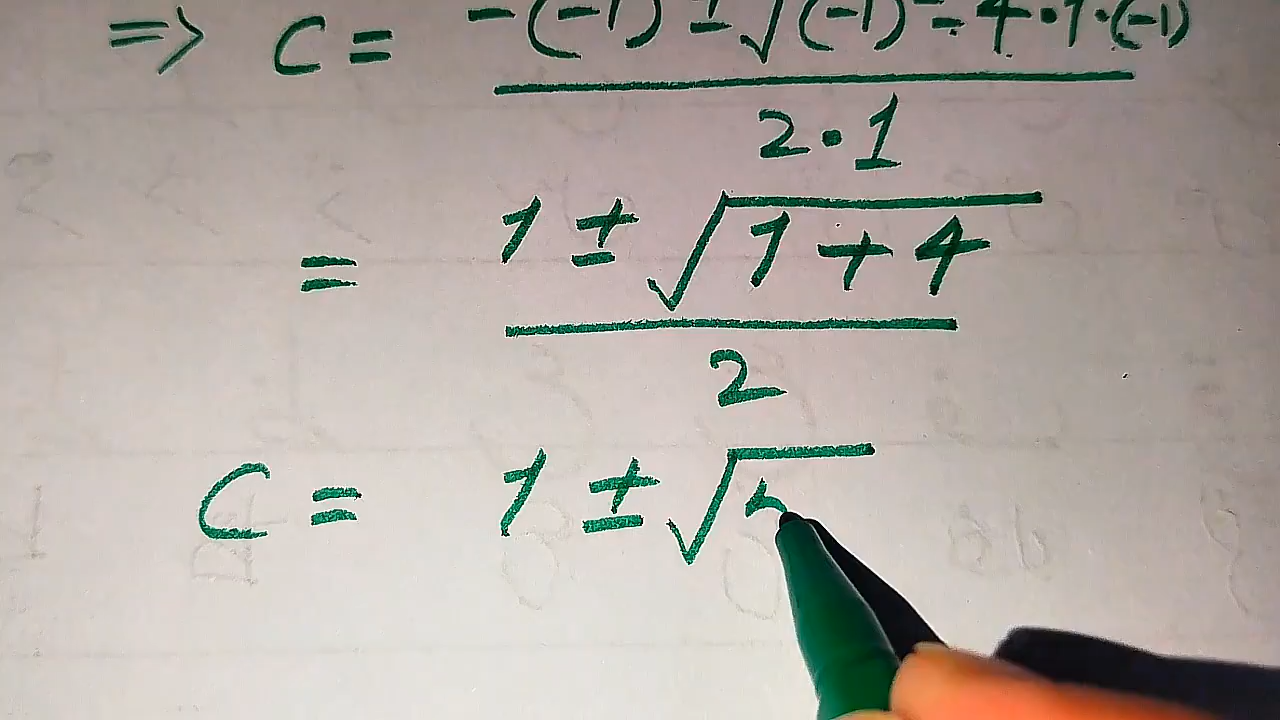 => C = -(-1) ± √(-1)² - 4·1·(-1)
2·1
= 1 ± √1 + 4
2
C = 1 ± √